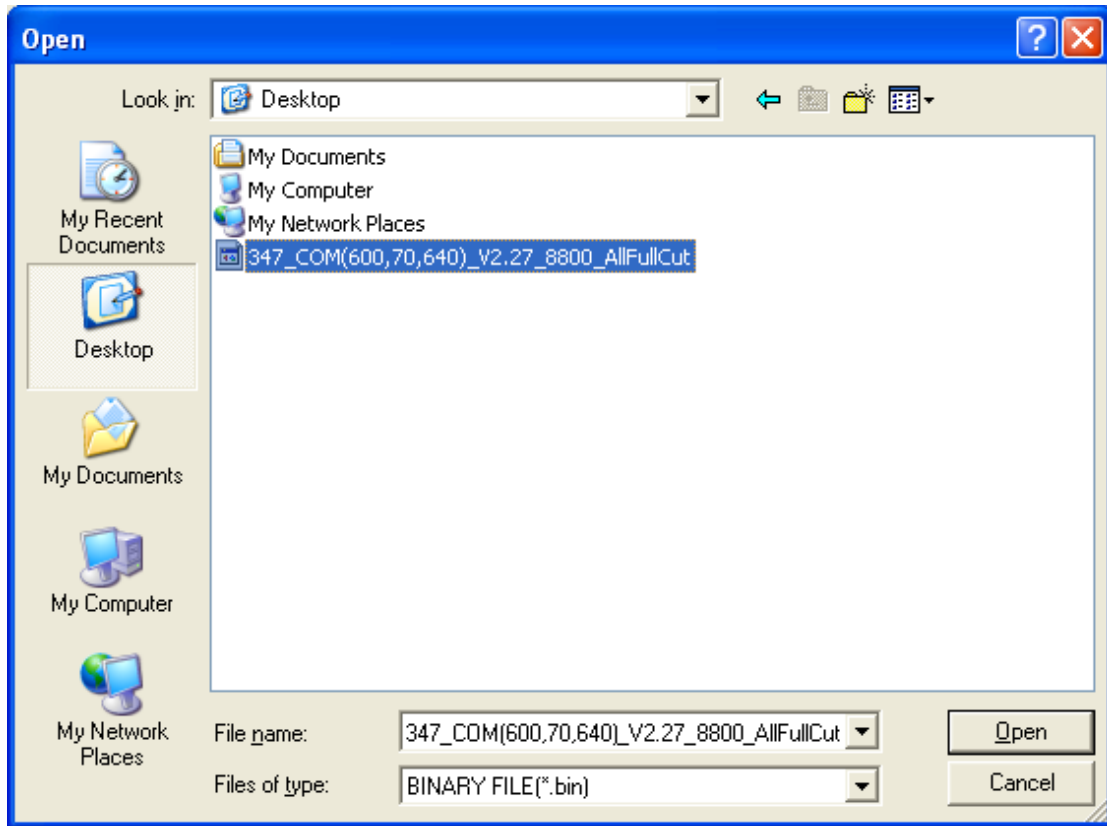 Open
Look in:
Desktop
My Recent
Documents
Desktop
My Documents
My Computer
My Network
Places
My Documents
My Computer
My Network Places
347_COM(600,70,640)_V2.27_8800_AllFullCut
File name:
347_COM(600,70,640)_V2.27_8800_AllFullCut
Open
Files of type:
BINARY FILE(*.bin)
Cancel